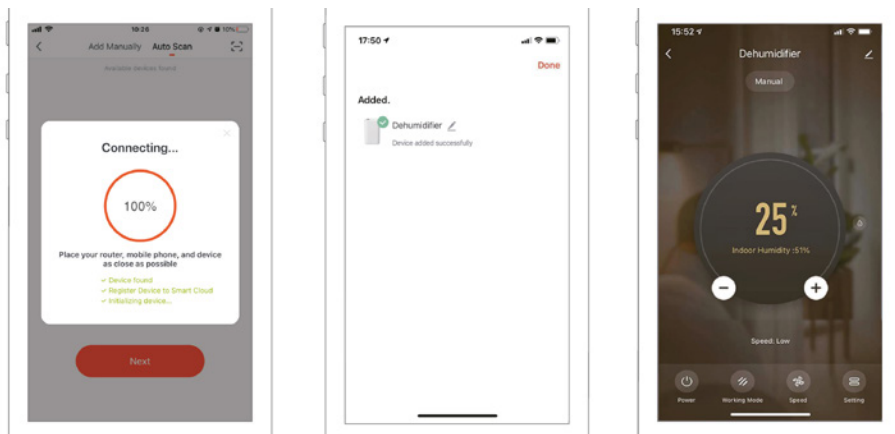 19:26
10%
Add Manually Auto Scan
Available devices found
Connecting...
100%
Place your router, mobile phone, and device
as close as possible
✓ Device found
✓ Register Device to Smart Cloud
✓ Initializing device...
Next
17:50
Done
Added.
Dehumidifier
Device added successfully
15:52
Dehumidifier
Manual
25%
Indoor Humidity :51%
Speed: Low
Power Working Mode Speed Setting